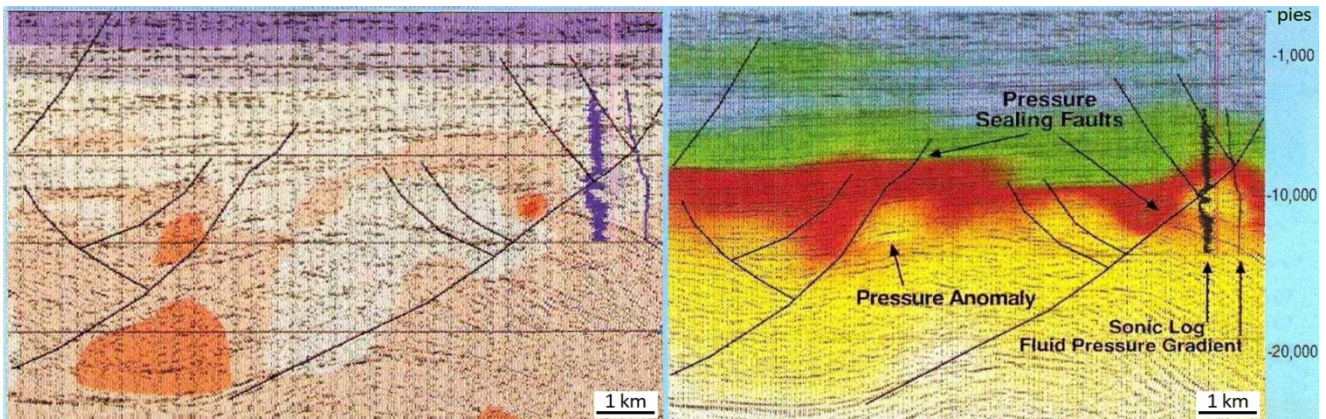 pies
-1,000
Pressure
Sealing Faults
-10,000
Pressure Anomaly
Sonic Log
Fluid Pressure Gradient
-20,000
1 km
1 km